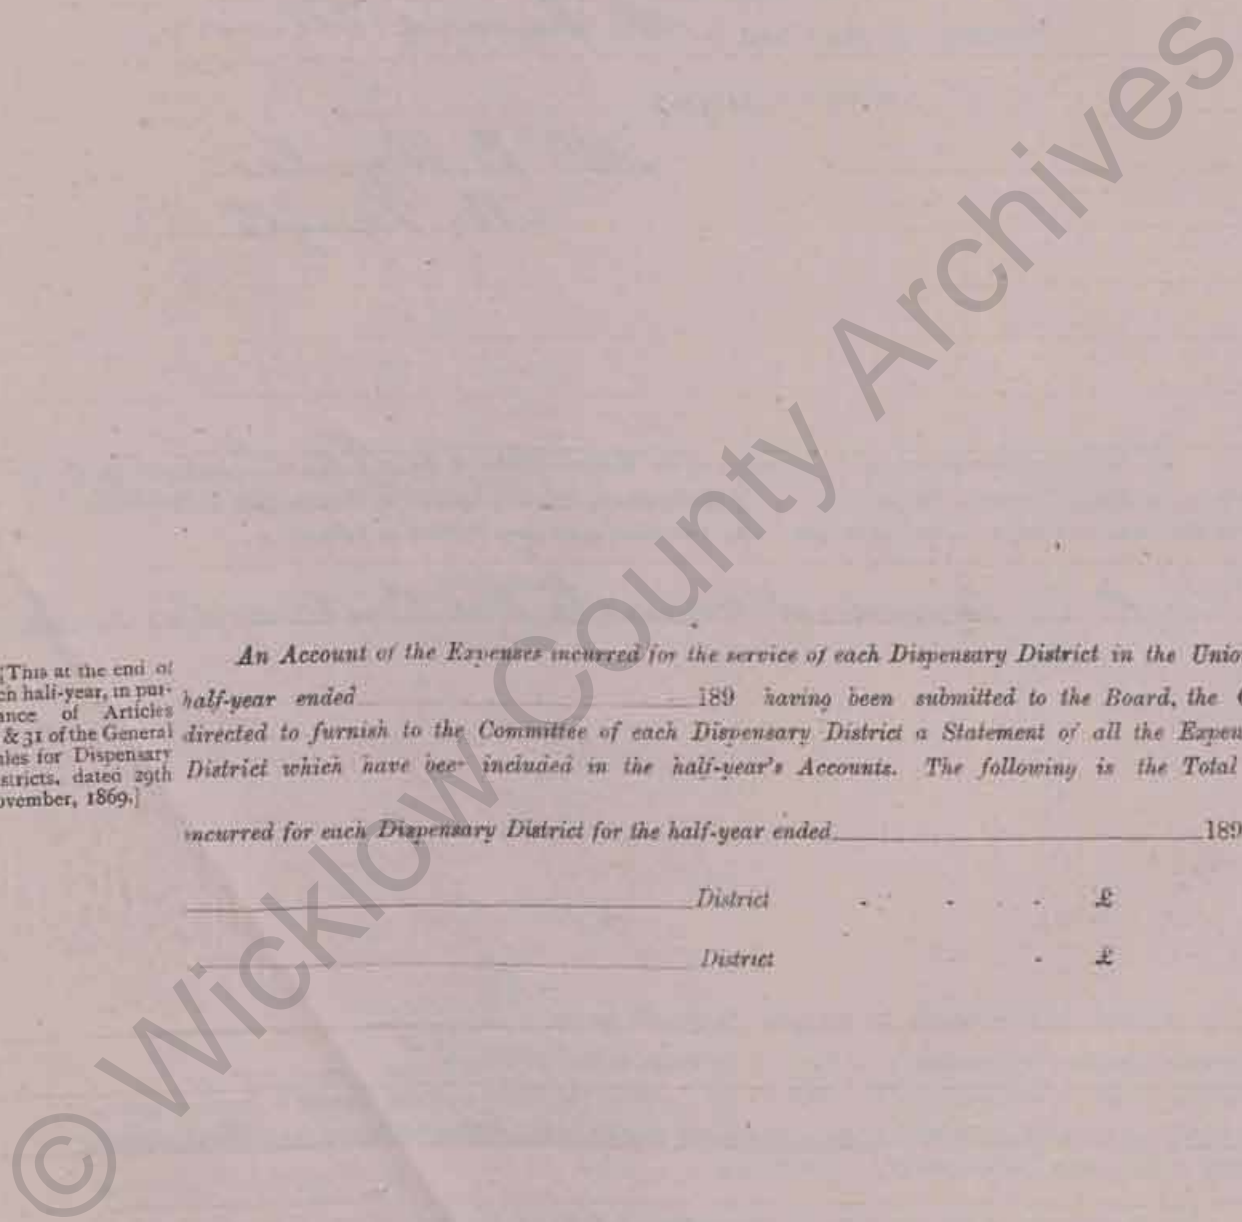 [This at the end of
ch half-year, in pur-
ance of Articles
& 31 of the General
ules for Dispensary
stricts, dated 29th
ovember, 1869.]
An Account of the Expenses incurred for the service of each Dispensary District in the Unio
half-year ended 189 having been submitted to the Board, the C
directed to furnish to the Committee of each Dispensary District a Statement of all the Expen
District which have been included in the half-year's Accounts. The following is the Total
incurred for each Dispensary District for the half-year ended 189
District - - - £
District - £
© Wicklow County Archives